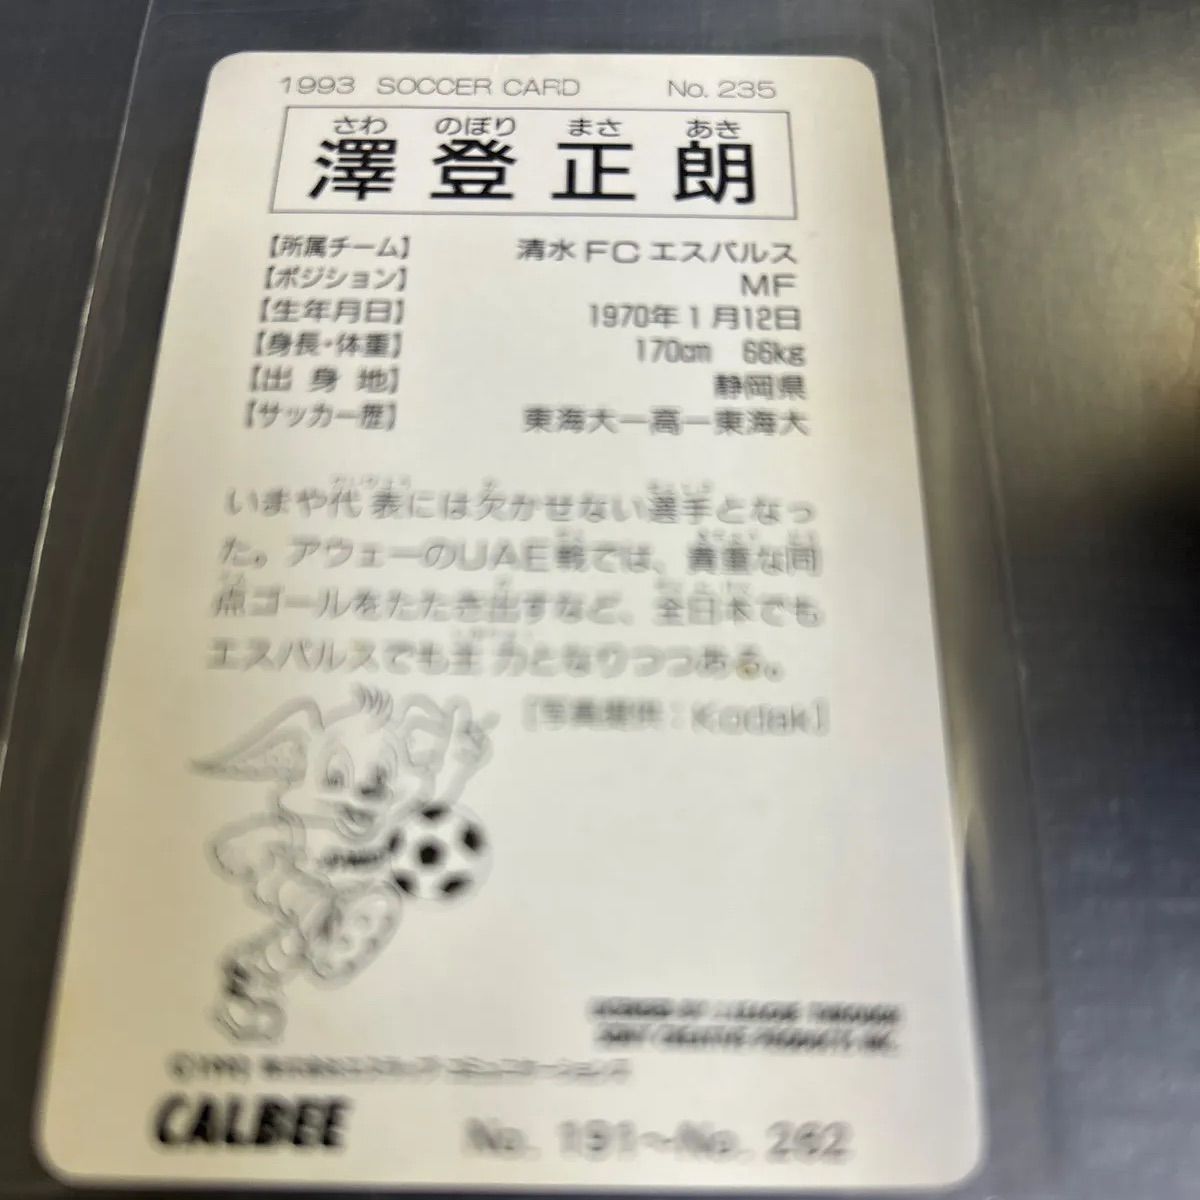 1993 SOCCER CARD No. 235
さわ のぼり まさ あき
澤登正朗
【所属チーム】 清水FCエスパルス
【ポジション】 MF
【生年月日】 1970年1月12日
【身長・体重】 170cm 66kg
【出身地】 静岡県
【サッカー歴】 東海大一高―東海大
いまや代表には欠かせない選手となっ
た。アウェーのUAE戦では、貴重な同
点ゴールをたたき出すなど、全日本でも
エスパルスでも主力となりつつある。
[写真提供：Kodak]
LICENSED BY J.LEAGUE THROUGH
CREATIVE PRODUCTS INC.
CALBEE No. 191～No. 262